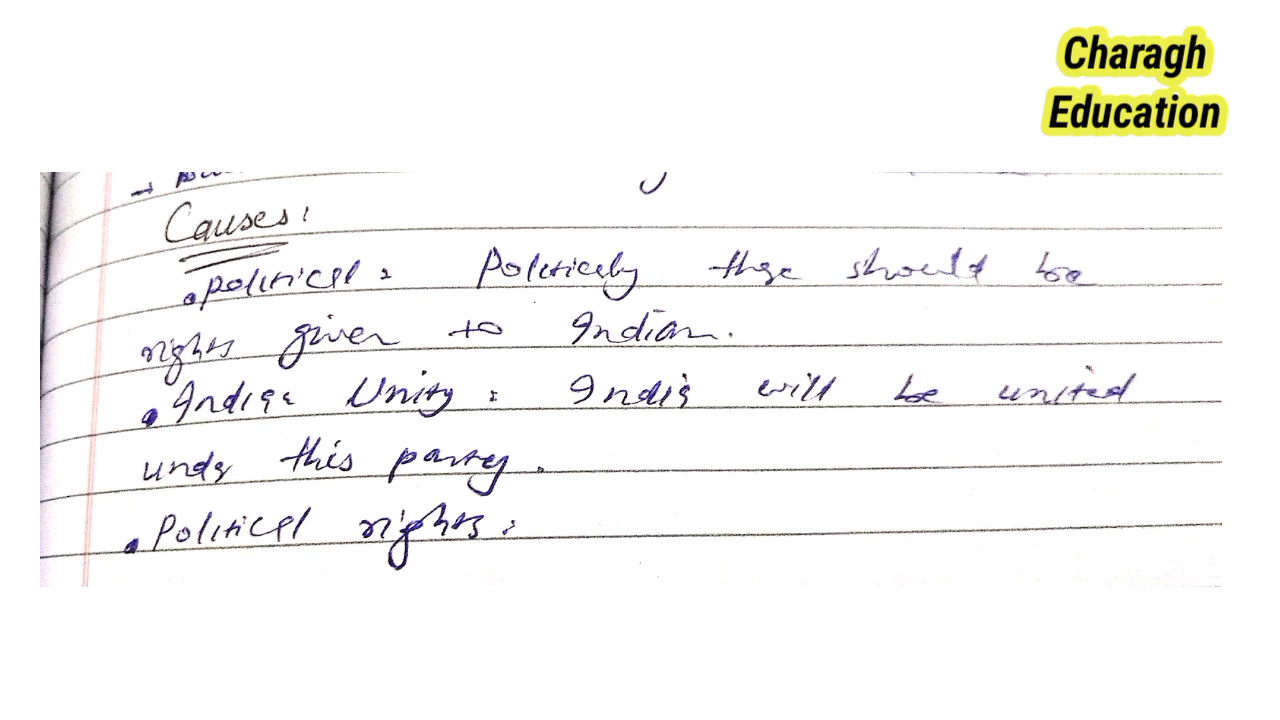 Charagh
Education
Causes:
• Political: Politically there should be
rights given to Indian.
• Indian Unity: India will be united
under this party.
• Political rights: